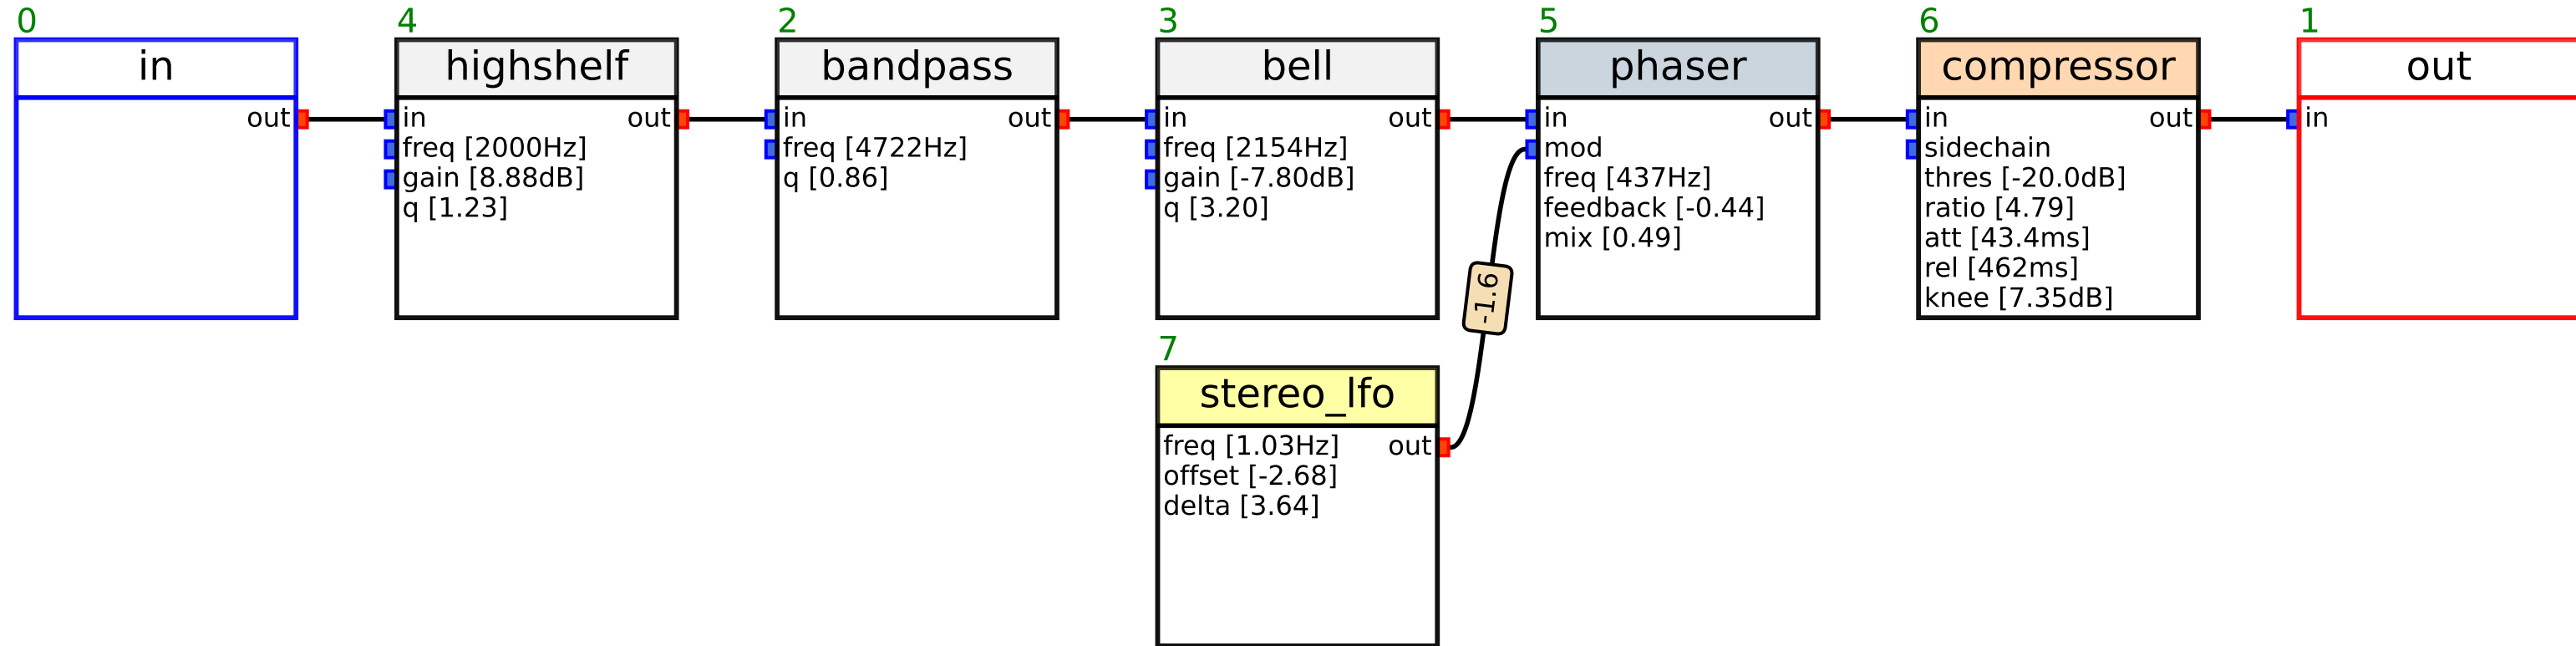 0
in
out
4
highshelf
in out
freq [2000Hz]
gain [8.88dB]
q [1.23]
2
bandpass
in out
freq [4722Hz]
q [0.86]
3
bell
in out
freq [2154Hz]
gain [-7.80dB]
q [3.20]
5
phaser
in out
mod
freq [437Hz]
feedback [-0.44]
mix [0.49]
6
compressor
in out
sidechain
thres [-20.0dB]
ratio [4.79]
att [43.4ms]
rel [462ms]
knee [7.35dB]
1
out
in
-1.6
7
stereo_lfo
freq [1.03Hz] out
offset [-2.68]
delta [3.64]